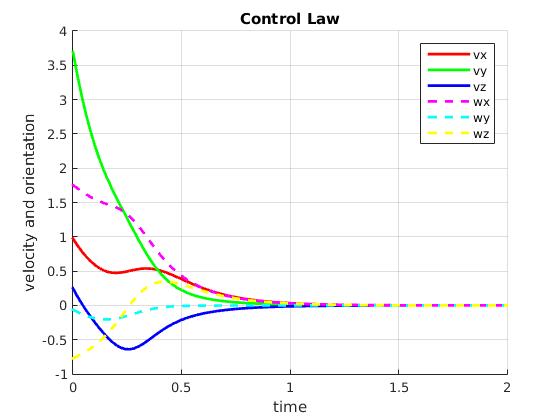 Control Law
4
3.5
3
2.5
2
1.5
1
0.5
0
-0.5
-1
velocity and orientation
vx
vy
vz
wx
wy
wz
0 0.5 1 1.5 2
time